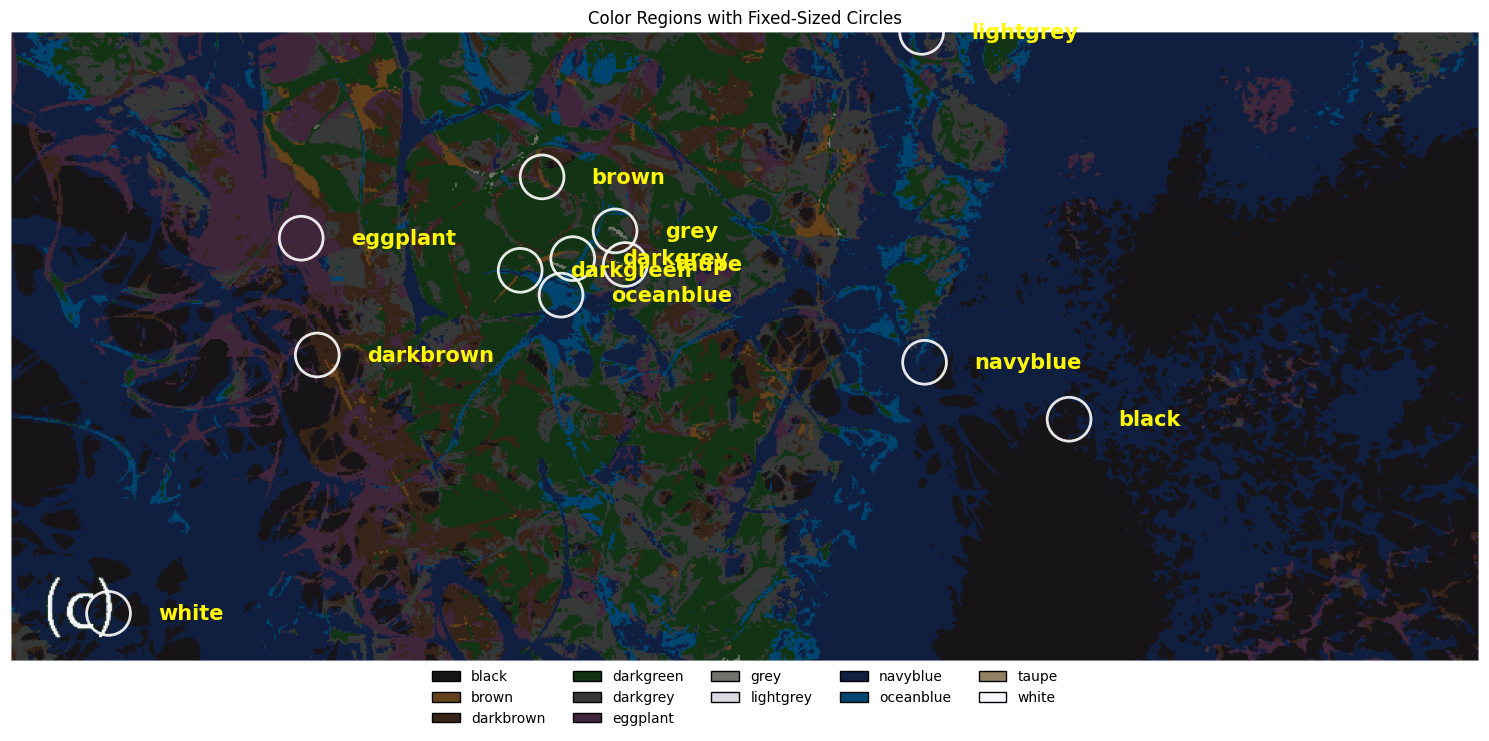 Color Regions with Fixed-Sized Circles
lightgrey
brown
grey
eggplant
darkgrey
taupe
darkgreen
oceanblue
darkbrown
navyblue
black
(c)
white
black darkgreen grey navyblue taupe
brown darkgrey lightgrey oceanblue white
darkbrown eggplant